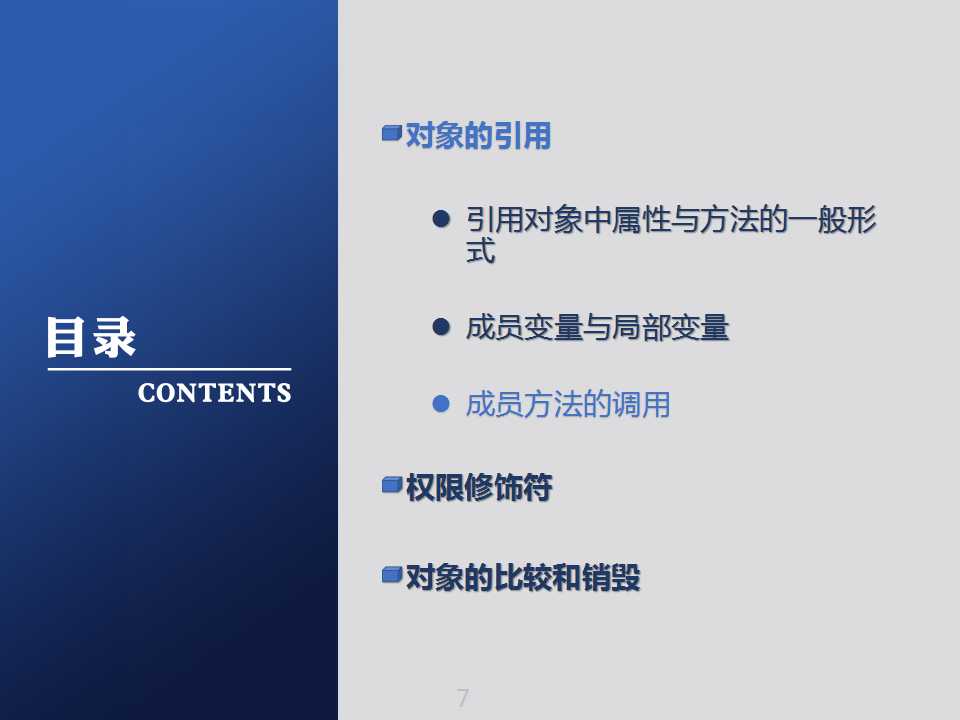 目录
CONTENTS
对象的引用
引用对象中属性与方法的一般形
式
成员变量与局部变量
成员方法的调用
权限修饰符
对象的比较和销毁
7